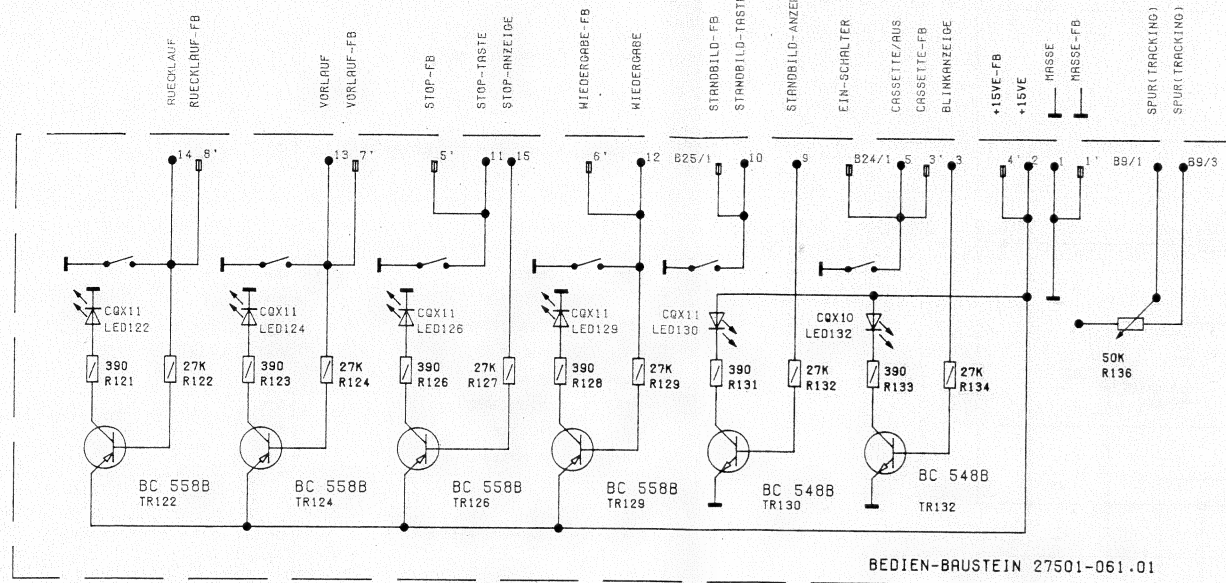 RUECKLAUF
RUECKLAUF-FB
VORLAUF
VORLAUF-FB
STOP-FB
STOP-TASTE
STOP-ANZEIGE
WIEDERGABE-FB
WIEDERGABE
STANDBILD-FB
STANDBILD-TASTE
STANDBILD-ANZEI
EIN-SCHALTER
CASSETTE/AUS
CASSETTE-FB
BLINKANZEIGE
+15VE-FB
+15VE
MASSE
MASSE-FB
SPUR(TRACKING)
SPUR(TRACKING)
14 8' 13 7' 5' 11 15 6' 12 B25/1 10 9 B24/1 5 3' 3 4' 2 1 1' B9/1 B9/3
CQX11
LED122
CQX11
LED124
CQX11
LED126
CQX11
LED129
CQX11
LED130
CQX10
LED132
390
R121
27K
R122
390
R123
27K
R124
390
R126
27K
R127
390
R128
27K
R129
390
R131
27K
R132
390
R133
27K
R134
50K
R136
BC 558B
TR122
BC 558B
TR124
BC 558B
TR126
BC 558B
TR129
BC 548B
TR130
BC 548B
TR132
BEDIEN-BAUSTEIN 27501-061.01